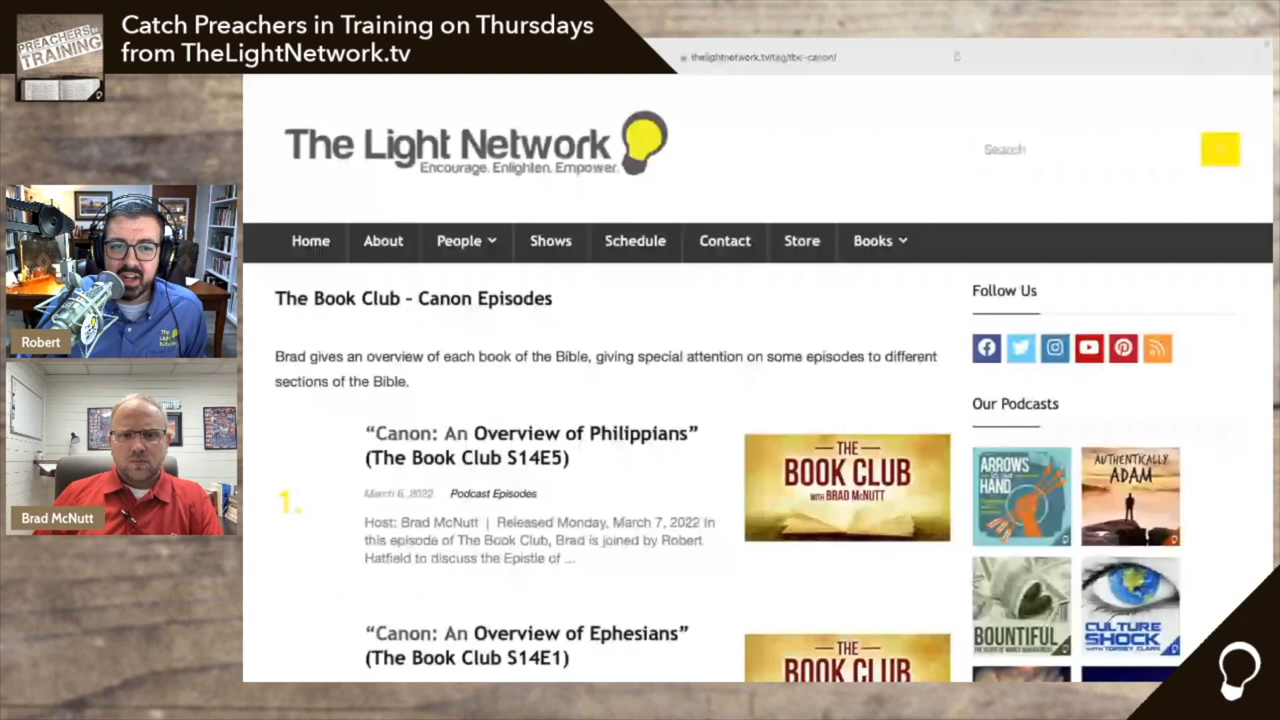 Catch Preachers in Training on Thursdays
from TheLightNetwork.tv
PREACHERS IN
TRAINING
thelightnetwork.tv/tag/tbc-canon/
The Light Network
Encourage. Enlighten. Empower.
Search
Home
About
People
Shows
Schedule
Contact
Store
Books
Robert
Brad McNutt
The Book Club - Canon Episodes
Brad gives an overview of each book of the Bible, giving special attention on some episodes to different
sections of the Bible.
1.
“Canon: An Overview of Philippians”
(The Book Club S14E5)
March 6, 2022
Podcast Episodes
Host: Brad McNutt | Released Monday, March 7, 2022 In
this episode of The Book Club, Brad is joined by Robert
Hatfield to discuss the Epistle of ...
THE
BOOK CLUB
WITH BRAD McNUTT
“Canon: An Overview of Ephesians”
(The Book Club S14E1)
THE
BOOK CLUB
Follow Us
Our Podcasts
ARROWS
IN HIS
HAND
AUTHENTICALLY
ADAM
BOUNTIFUL
CULTURE
SHOCK